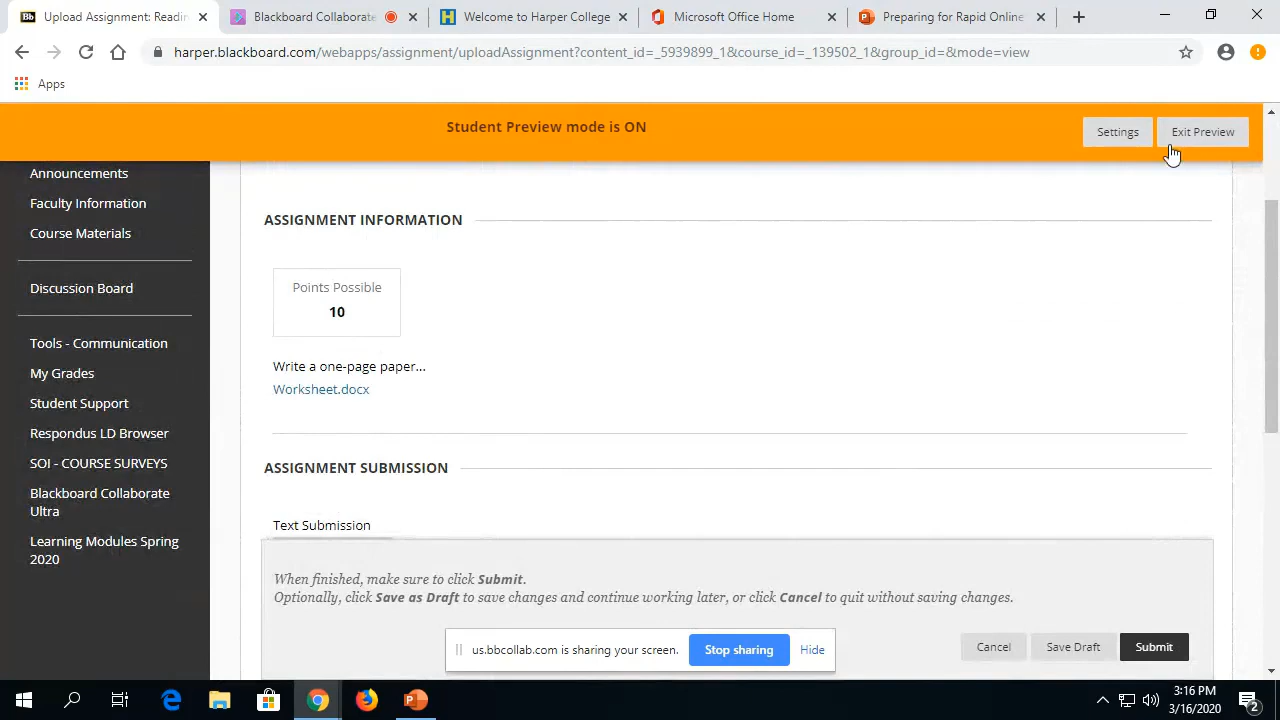 Bb Upload Assignment: Readin
Blackboard Collaborate
Welcome to Harper College
Microsoft Office Home
Preparing for Rapid Online
harper.blackboard.com/webapps/assignment/uploadAssignment?content_id=_5939899_1&course_id=_139502_1&group_id=&mode=view
Apps
Student Preview mode is ON
Settings
Exit Preview
Announcements
Faculty Information
Course Materials
Discussion Board
Tools - Communication
My Grades
Student Support
Respondus LD Browser
SOI - COURSE SURVEYS
Blackboard Collaborate
Ultra
Learning Modules Spring
2020
ASSIGNMENT INFORMATION
Points Possible
10
Write a one-page paper...
Worksheet.docx
ASSIGNMENT SUBMISSION
Text Submission
When finished, make sure to click Submit.
Optionally, click Save as Draft to save changes and continue working later, or click Cancel to quit without saving changes.
us.bbcollab.com is sharing your screen.
Stop sharing
Hide
Cancel
Save Draft
Submit
3:16 PM
3/16/2020
2